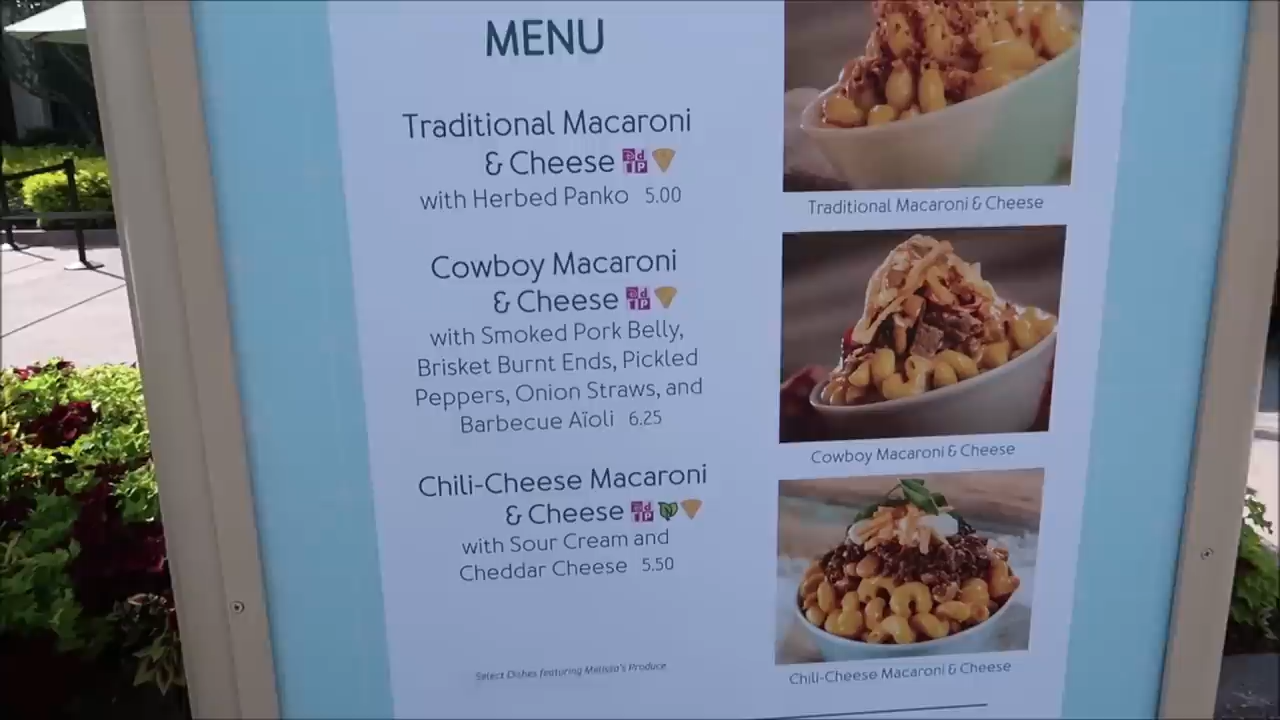 MENU
Traditional Macaroni
& Cheese
with Herbed Panko 5.00
Cowboy Macaroni
& Cheese
with Smoked Pork Belly,
Brisket Burnt Ends, Pickled
Peppers, Onion Straws, and
Barbecue Aïoli 6.25
Chili-Cheese Macaroni
& Cheese
with Sour Cream and
Cheddar Cheese 5.50
Select Dishes featuring Melissa's Produce
Traditional Macaroni & Cheese
Cowboy Macaroni & Cheese
Chili-Cheese Macaroni & Cheese